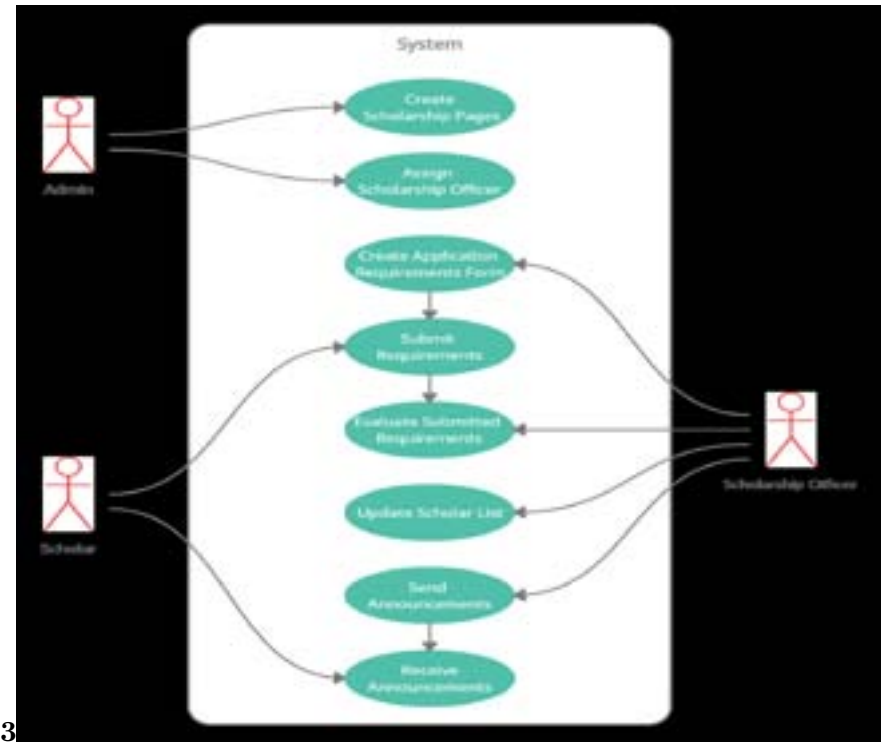 System
Create
Scholarship Pages
Admin
Assign
Scholarship Officer
Create Application
Requirements Form
Submit
Requirements
Evaluate Submitted
Requirements
Scholarship Officer
Scholar
Update Scholar List
Send
Announcements
Receive
Announcements
3